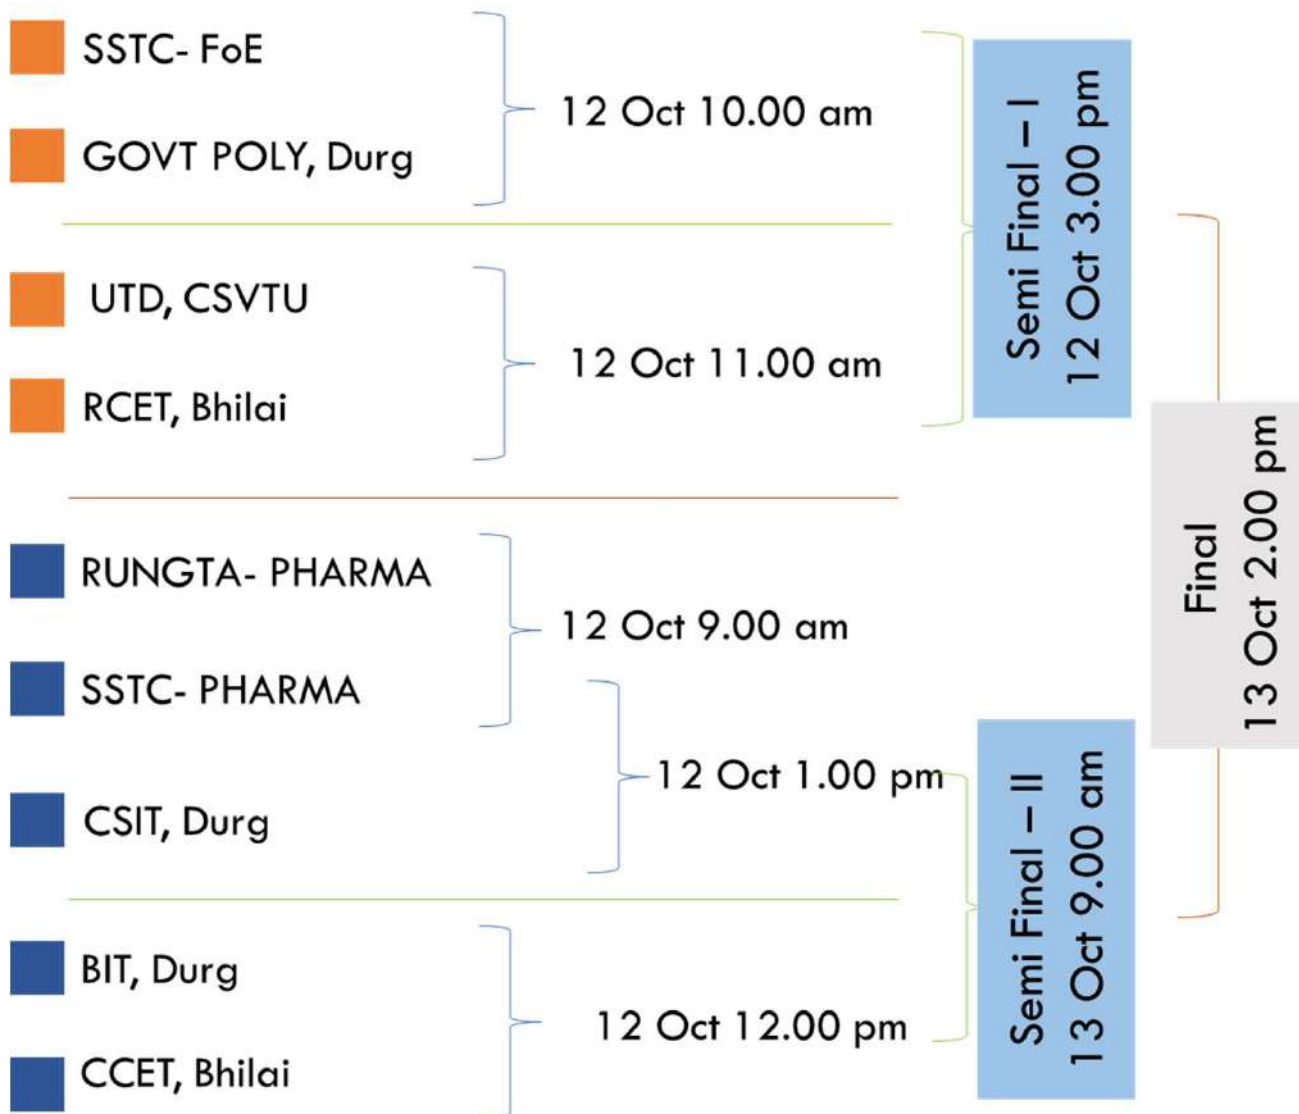 SSTC- FoE
12 Oct 10.00 am
GOVT POLY, Durg
Semi Final – I
12 Oct 3.00 pm
UTD, CSVTU
12 Oct 11.00 am
RCET, Bhilai
RUNGTA- PHARMA
12 Oct 9.00 am
SSTC- PHARMA
12 Oct 1.00 pm
CSIT, Durg
BIT, Durg
12 Oct 12.00 pm
CCET, Bhilai
Semi Final – II
13 Oct 9.00 am
Final
13 Oct 2.00 pm